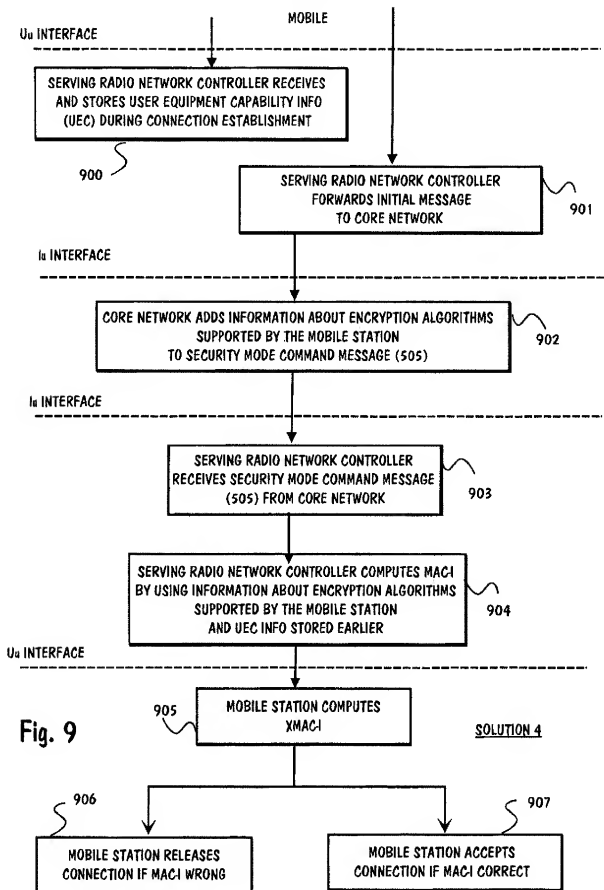 MOBILE
Uu INTERFACE
SERVING RADIO NETWORK CONTROLLER RECEIVES
AND STORES USER EQUIPMENT CAPABILITY INFO
(UEC) DURING CONNECTION ESTABLISHMENT
900
SERVING RADIO NETWORK CONTROLLER
FORWARDS INITIAL MESSAGE
TO CORE NETWORK
901
Iu INTERFACE
CORE NETWORK ADDS INFORMATION ABOUT ENCRYPTION ALGORITHMS
SUPPORTED BY THE MOBILE STATION
TO SECURITY MODE COMMAND MESSAGE (505)
902
Iu INTERFACE
SERVING RADIO NETWORK CONTROLLER
RECEIVES SECURITY MODE COMMAND MESSAGE
(505) FROM CORE NETWORK
903
SERVING RADIO NETWORK CONTROLLER COMPUTES MAC-I
BY USING INFORMATION ABOUT ENCRYPTION ALGORITHMS
SUPPORTED BY THE MOBILE STATION
AND UEC INFO STORED EARLIER
904
Uu INTERFACE
905
MOBILE STATION COMPUTES
XMAC-I
Fig. 9
SOLUTION 4
906
907
MOBILE STATION RELEASES
CONNECTION IF MAC-I WRONG
MOBILE STATION ACCEPTS
CONNECTION IF MAC-I CORRECT